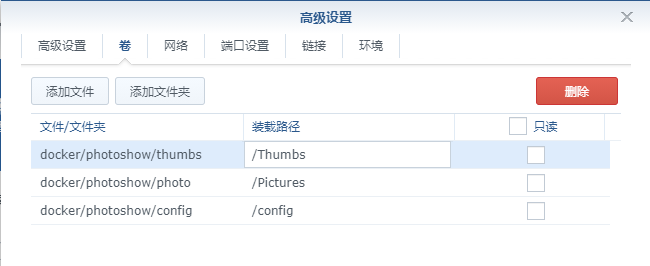 高级设置
高级设置 卷 网络 端口设置 链接 环境
添加文件 添加文件夹 删除
文件/文件夹 装载路径 只读
docker/photoshow/thumbs /Thumbs
docker/photoshow/photo /Pictures
docker/photoshow/config /config